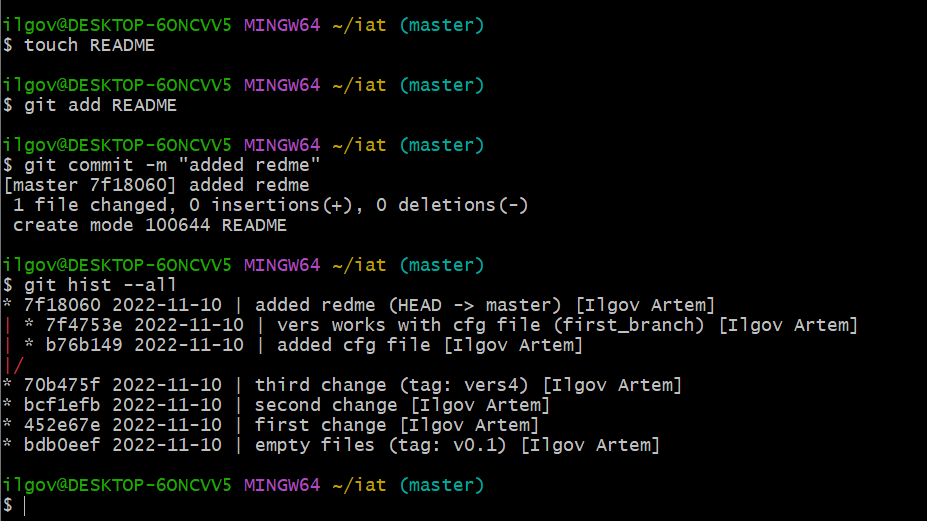 ilgov@DESKTOP-6ONCVV5 MINGW64 ~/iat (master)
$ touch README
ilgov@DESKTOP-6ONCVV5 MINGW64 ~/iat (master)
$ git add README
ilgov@DESKTOP-6ONCVV5 MINGW64 ~/iat (master)
$ git commit -m "added redme"
[master 7f18060] added redme
 1 file changed, 0 insertions(+), 0 deletions(-)
 create mode 100644 README
ilgov@DESKTOP-6ONCVV5 MINGW64 ~/iat (master)
$ git hist --all
* 7f18060 2022-11-10 | added redme (HEAD -> master) [Ilgov Artem]
| * 7f4753e 2022-11-10 | vers works with cfg file (first_branch) [Ilgov Artem]
| * b76b149 2022-11-10 | added cfg file [Ilgov Artem]
|/
* 70b475f 2022-11-10 | third change (tag: vers4) [Ilgov Artem]
* bcf1efb 2022-11-10 | second change [Ilgov Artem]
* 452e67e 2022-11-10 | first change [Ilgov Artem]
* bdb0eef 2022-11-10 | empty files (tag: v0.1) [Ilgov Artem]
ilgov@DESKTOP-6ONCVV5 MINGW64 ~/iat (master)
$